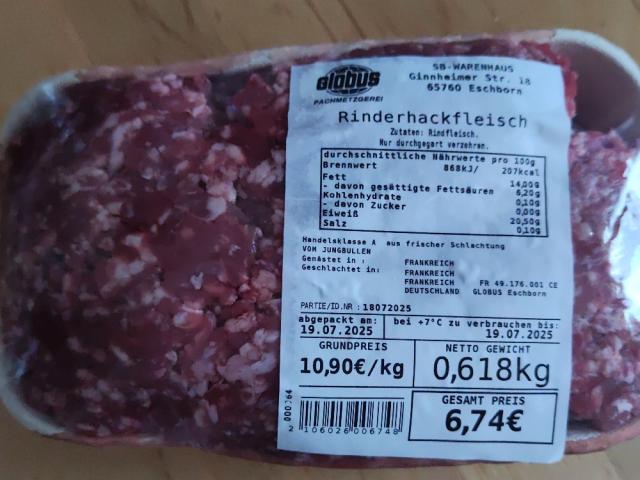 GLOBUS
FACHMETZGEREI
SB-WARENHAUS
Ginnheimer Str. 18
65760 Eschborn
Rinderhackfleisch
Zutaten: Rindfleisch.
Nur durchgegart verzehren.
durchschnittliche Nährwerte pro 100g
Brennwert 868kJ/ 207kcal
Fett 14,00g
- davon gesättigte Fettsäuren 6,20g
Kohlenhydrate 0,10g
- davon Zucker 0,00g
Eiweiß 20,50g
Salz 0,10g
Handelsklasse A aus frischer Schlachtung
VOM JUNGBULLEN
Gemästet in : FRANKREICH
Geschlachtet in: FRANKREICH
FRANKREICH FR 49.176.001 CE
DEUTSCHLAND GLOBUS Eschborn
PARTIE/ID.NR : 18072025
abgepackt am: bei +7°C zu verbrauchen bis:
19.07.2025 19.07.2025
GRUNDPREIS NETTO GEWICHT
10,90€/kg 0,618kg
GESAMT PREIS
6,74€
2 106026 006748